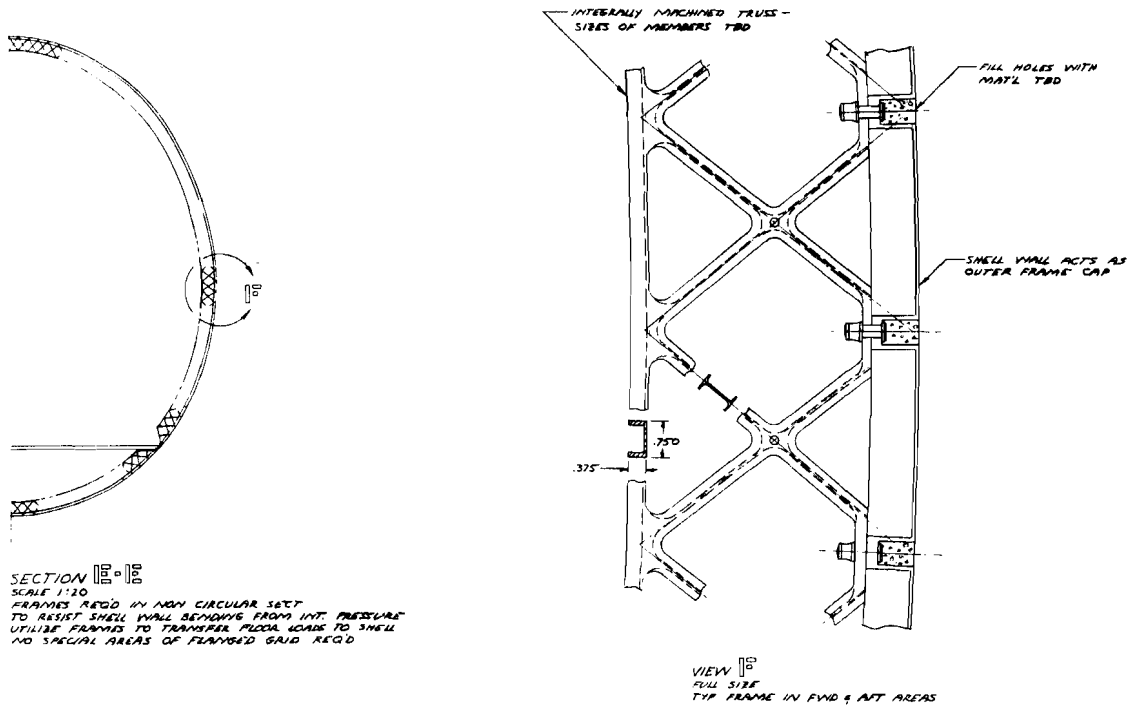 INTEGRALLY MACHINED TRUSS -
SIZES OF MEMBERS TBD
FILL HOLES WITH
MAT'L TBD
SHELL WALL ACTS AS
OUTER FRAME CAP
F
.750
.375
SECTION E-E
SCALE 1:20
FRAMES REQ'D IN NON CIRCULAR SECT
TO RESIST SHELL WALL BENDING FROM INT. PRESSURE
UTILIZE FRAMES TO TRANSFER FLOOR LOADS TO SHELL
NO SPECIAL AREAS OF FLANGED GRID REQ'D
VIEW F
FULL SIZE
TYP FRAME IN FWD & AFT AREAS